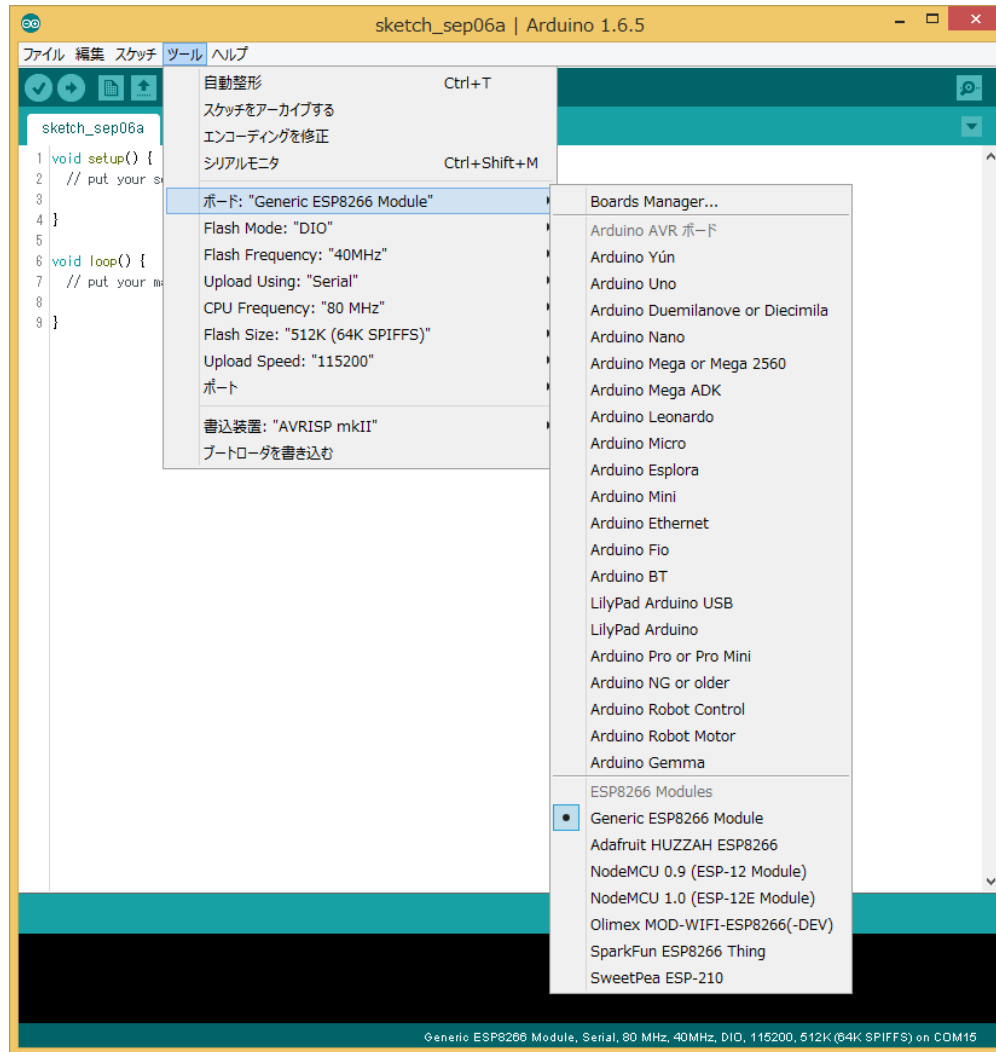 sketch_sep06a | Arduino 1.6.5
ファイル 編集 スケッチ ツール ヘルプ
自動整形 Ctrl+T
スケッチをアーカイブする
エンコーディングを修正
シリアルモニタ Ctrl+Shift+M
ボード: "Generic ESP8266 Module"
Flash Mode: "DIO"
Flash Frequency: "40MHz"
Upload Using: "Serial"
CPU Frequency: "80 MHz"
Flash Size: "512K (64K SPIFFS)"
Upload Speed: "115200"
ポート
書込装置: "AVRISP mkII"
ブートローダを書き込む
sketch_sep06a
1 void setup() {
2 // put your s
3
4 }
5
6 void loop() {
7 // put your m
8
9 }
Boards Manager...
Arduino AVR ボード
Arduino Yún
Arduino Uno
Arduino Duemilanove or Diecimila
Arduino Nano
Arduino Mega or Mega 2560
Arduino Mega ADK
Arduino Leonardo
Arduino Micro
Arduino Esplora
Arduino Mini
Arduino Ethernet
Arduino Fio
Arduino BT
LilyPad Arduino USB
LilyPad Arduino
Arduino Pro or Pro Mini
Arduino NG or older
Arduino Robot Control
Arduino Robot Motor
Arduino Gemma
ESP8266 Modules
Generic ESP8266 Module
Adafruit HUZZAH ESP8266
NodeMCU 0.9 (ESP-12 Module)
NodeMCU 1.0 (ESP-12E Module)
Olimex MOD-WIFI-ESP8266(-DEV)
SparkFun ESP8266 Thing
SweetPea ESP-210
Generic ESP8266 Module, Serial, 80 MHz, 40MHz, DIO, 115200, 512K (64K SPIFFS) on COM15